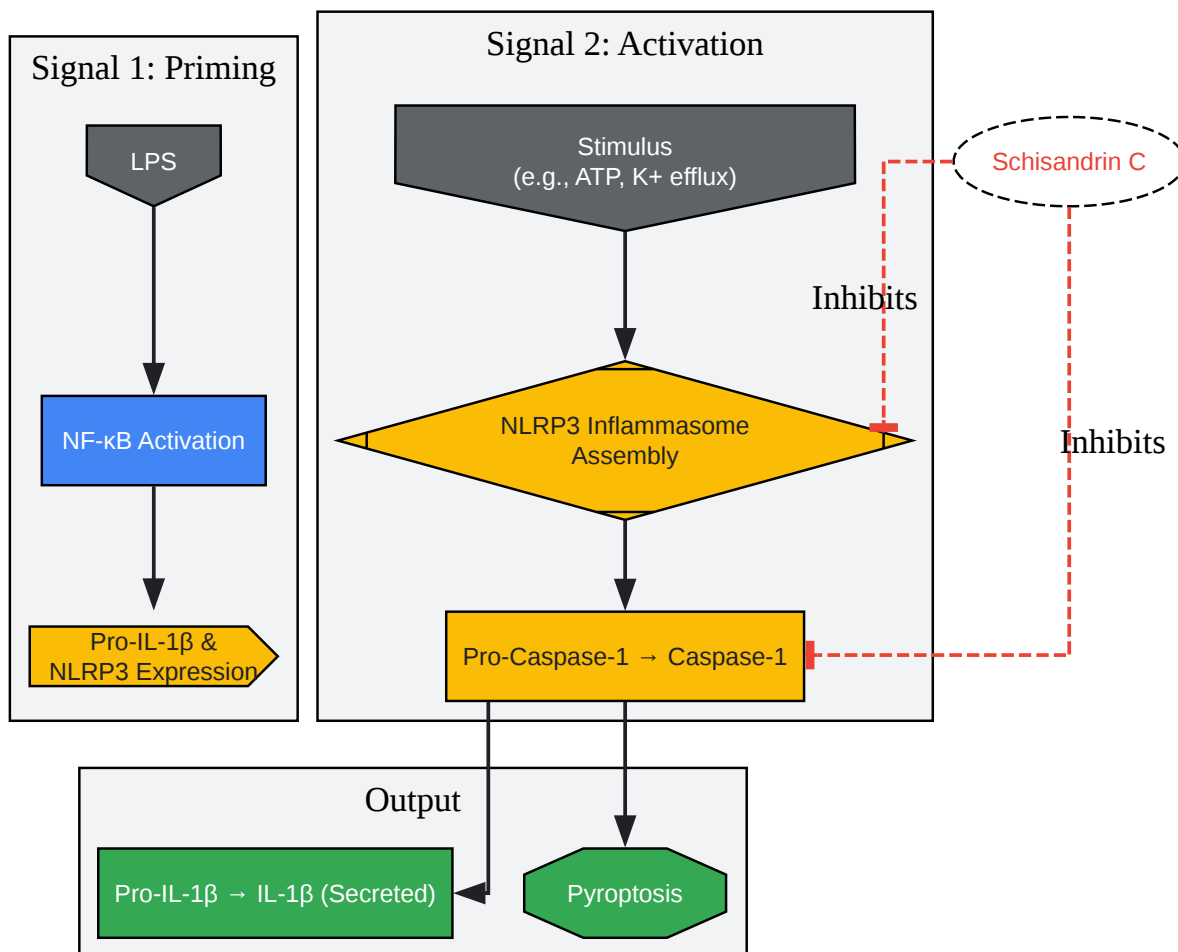 Signal 1: Priming
LPS
NF-κB Activation
Pro-IL-1β &
NLRP3 Expression
Signal 2: Activation
Stimulus
(e.g., ATP, K+ efflux)
NLRP3 Inflammasome
Assembly
Pro-Caspase-1 → Caspase-1
Schisandrin C
Inhibits
Inhibits
Output
Pro-IL-1β → IL-1β (Secreted)
Pyroptosis